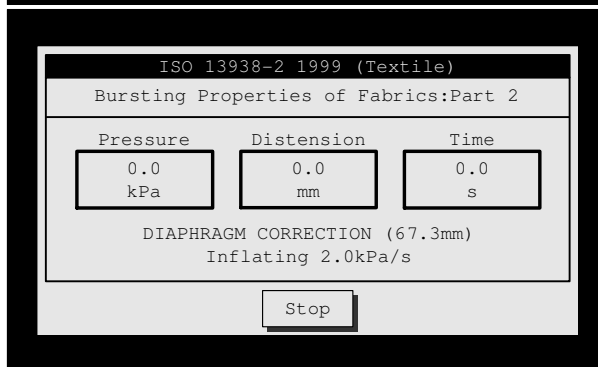 ISO 13938-2 1999 (Textile)
Bursting Properties of Fabrics:Part 2
Pressure Distension Time
0.0 0.0 0.0
kPa mm s
DIAPHRAGM CORRECTION (67.3mm)
Inflating 2.0kPa/s
Stop